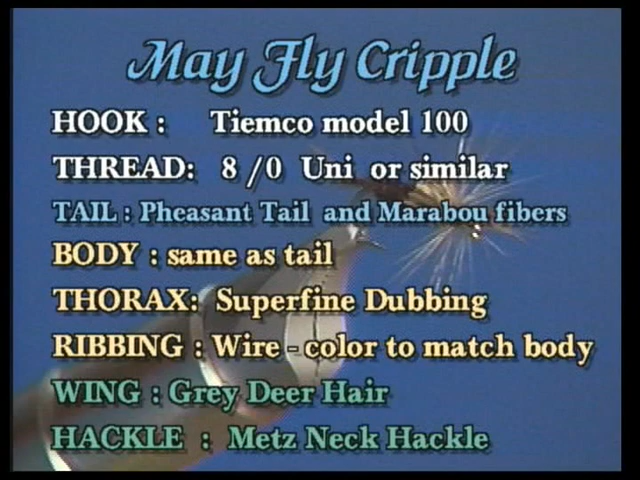 May Fly Cripple
HOOK : Tiemco model 100
THREAD: 8 /0 Uni or similar
TAIL : Pheasant Tail and Marabou fibers
BODY : same as tail
THORAX: Superfine Dubbing
RIBBING : Wire - color to match body
WING : Grey Deer Hair
HACKLE : Metz Neck Hackle